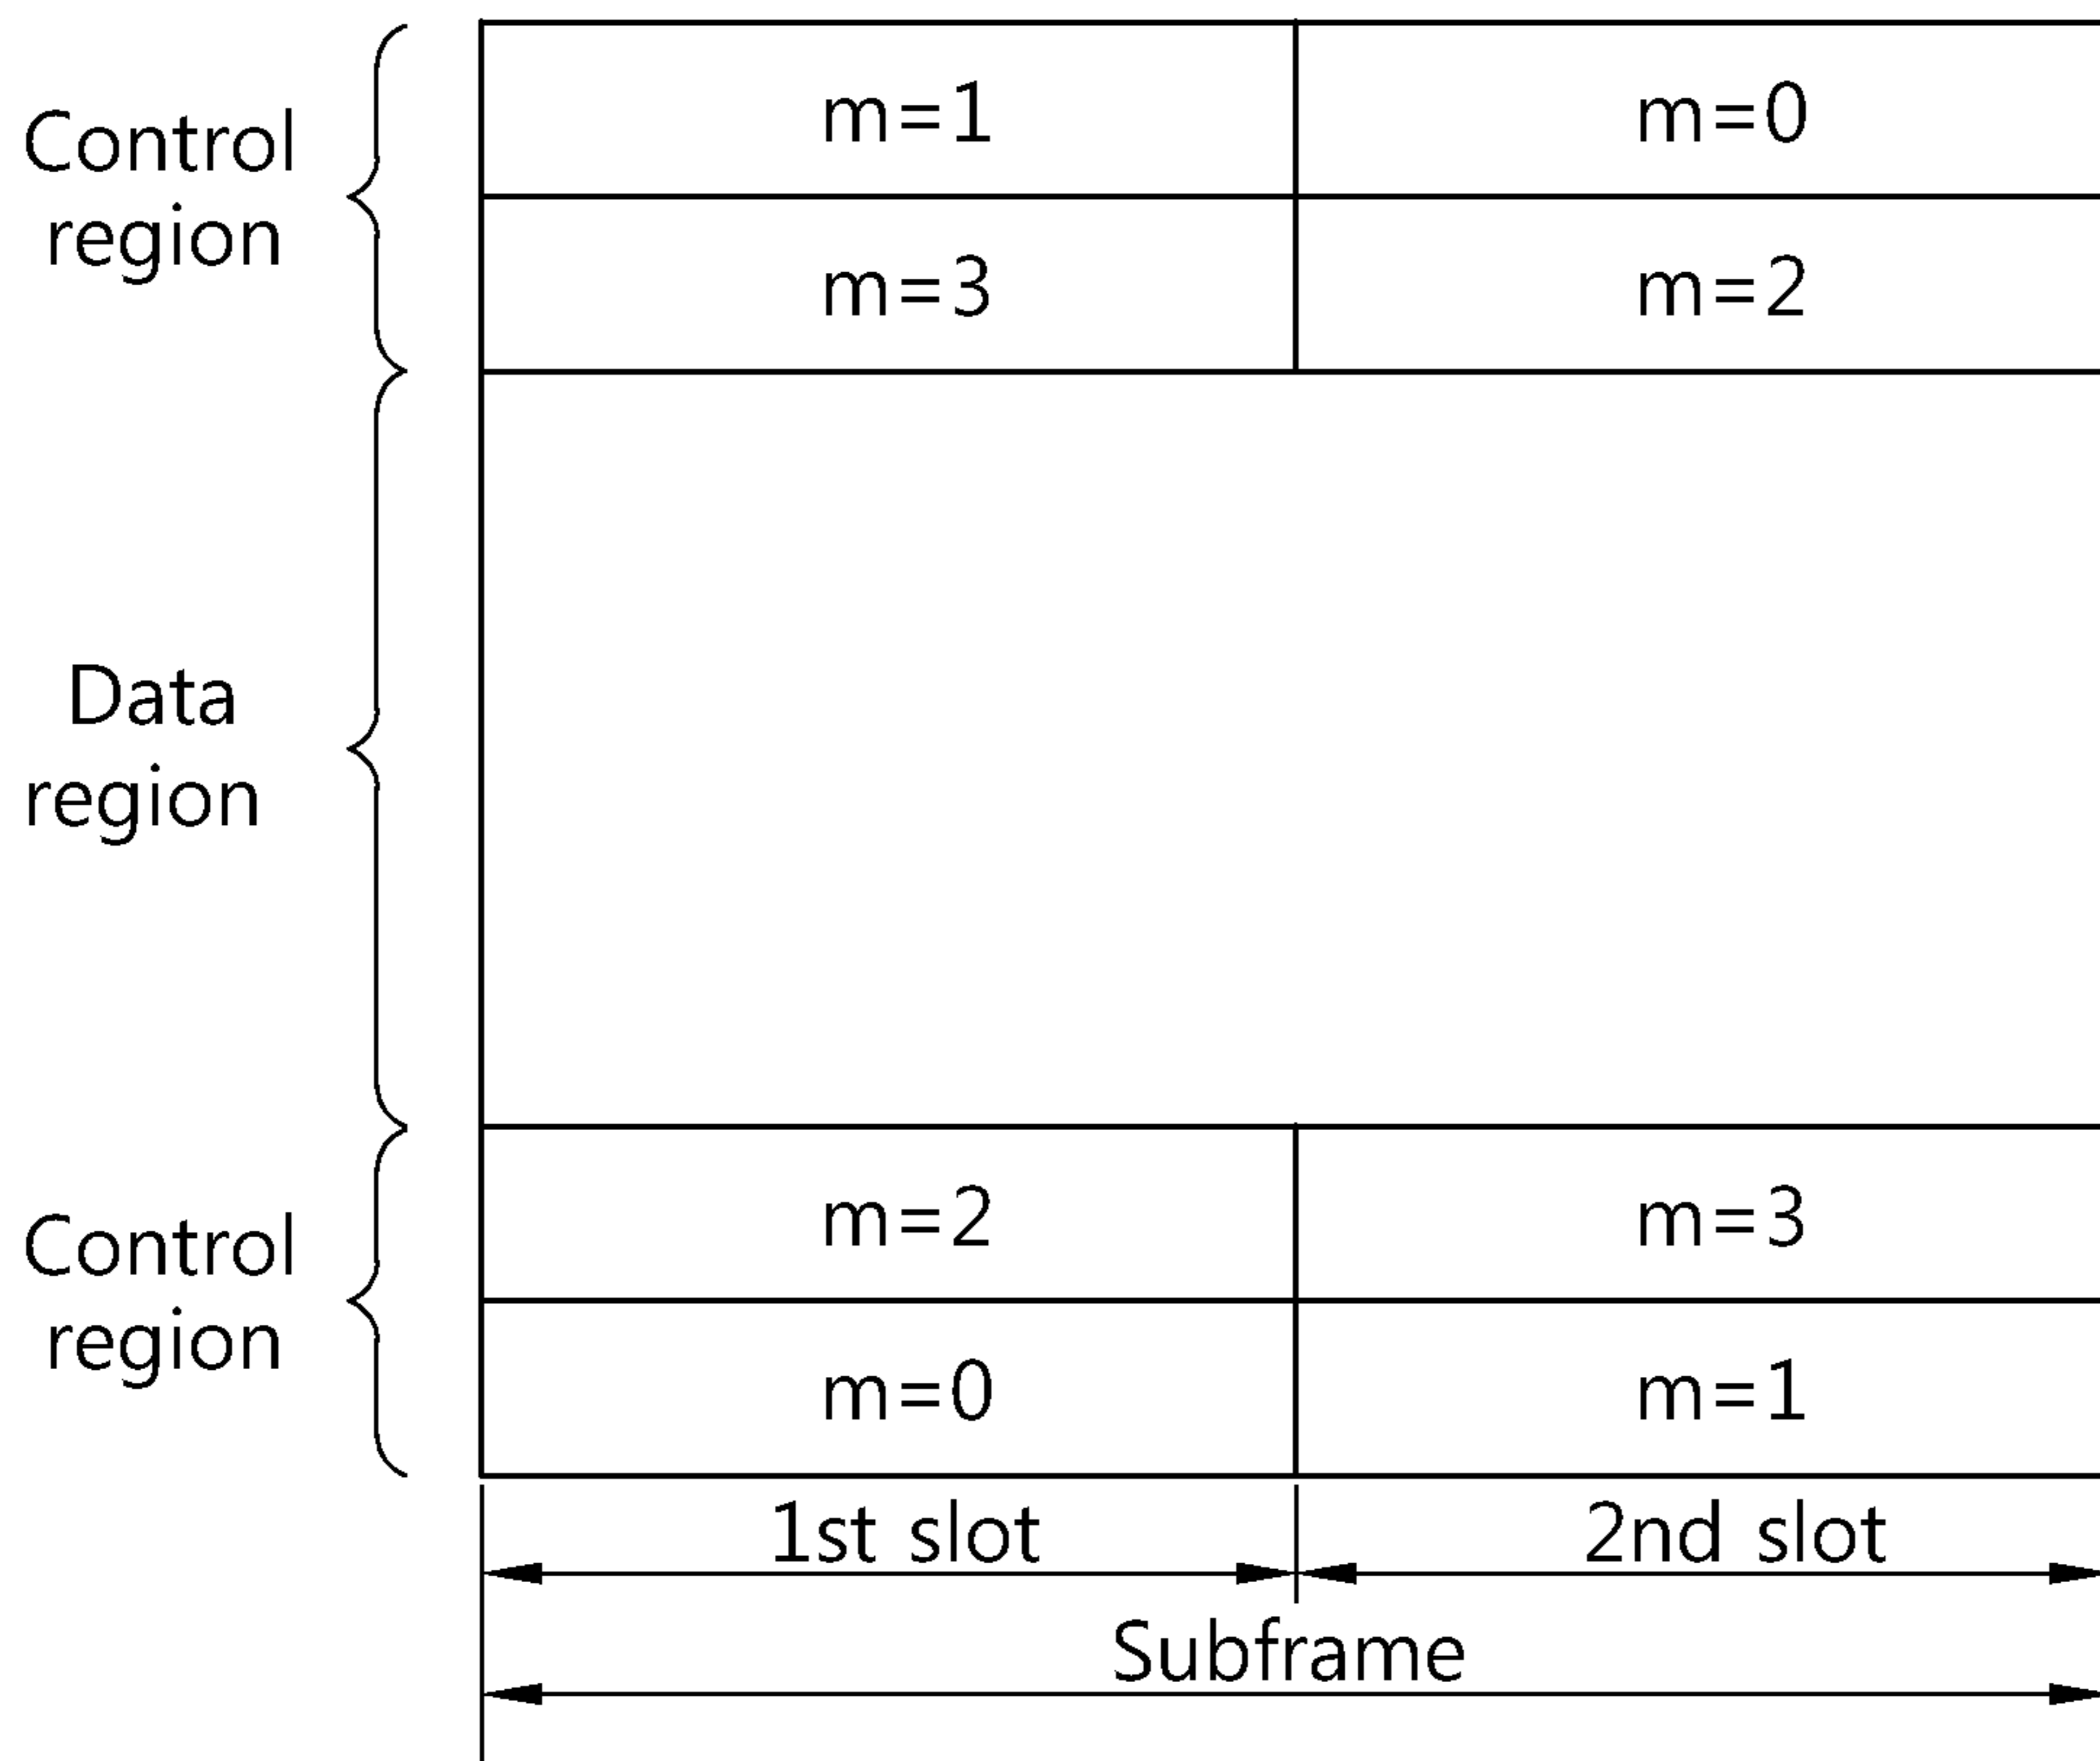 Control
region
m=1
m=0
m=3
m=2
Data
region
Control
region
m=2
m=3
m=0
m=1
1st slot
2nd slot
Subframe